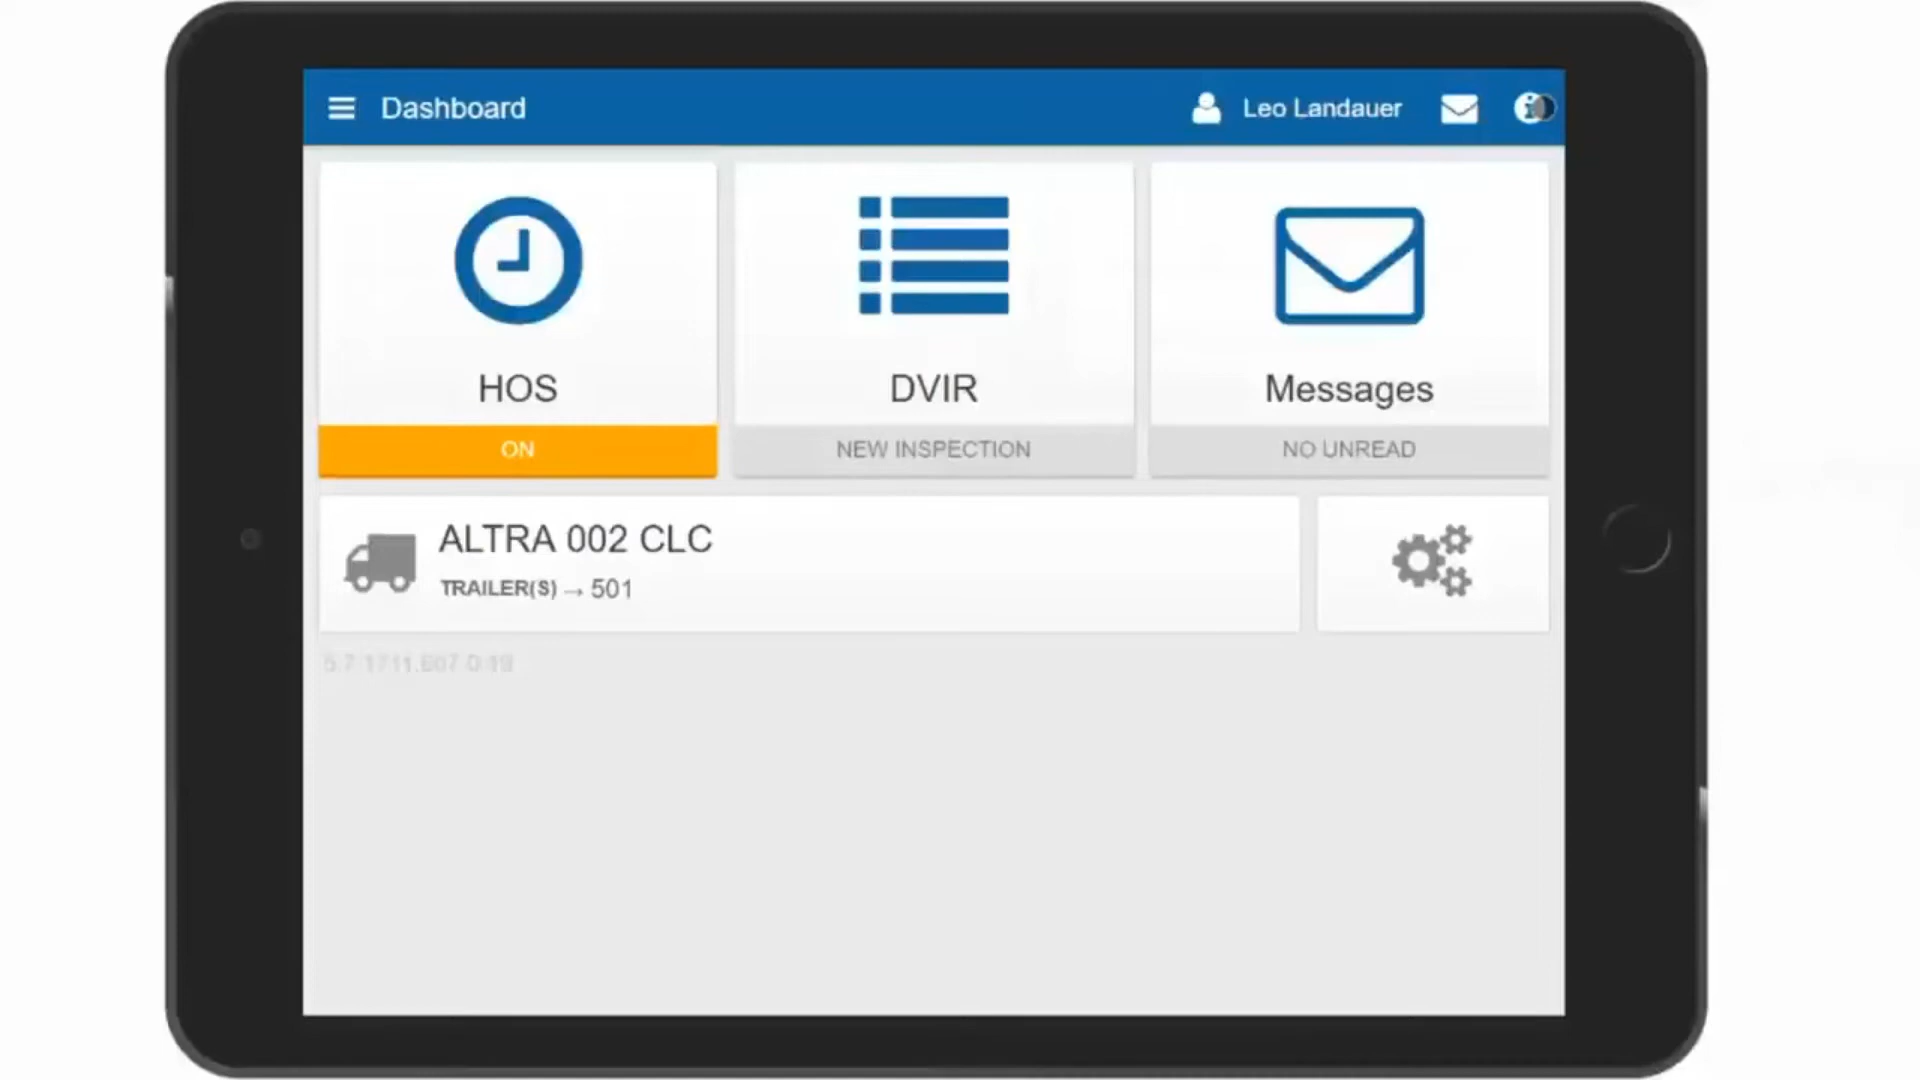 Dashboard
Leo Landauer
HOS
DVIR
Messages
ON
NEW INSPECTION
NO UNREAD
ALTRA 002 CLC
TRAILER(S) → 501